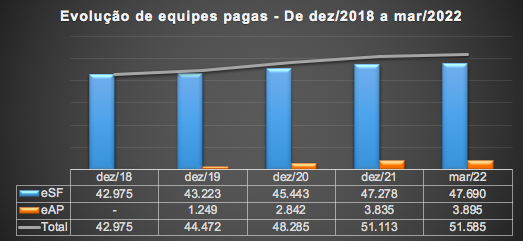 Evolução de equipes pagas - De dez/2018 a mar/2022
dez/18 dez/19 dez/20 dez/21 mar/22
eSF 42.975 43.223 45.443 47.278 47.690
eAP - 1.249 2.842 3.835 3.895
Total 42.975 44.472 48.285 51.113 51.585